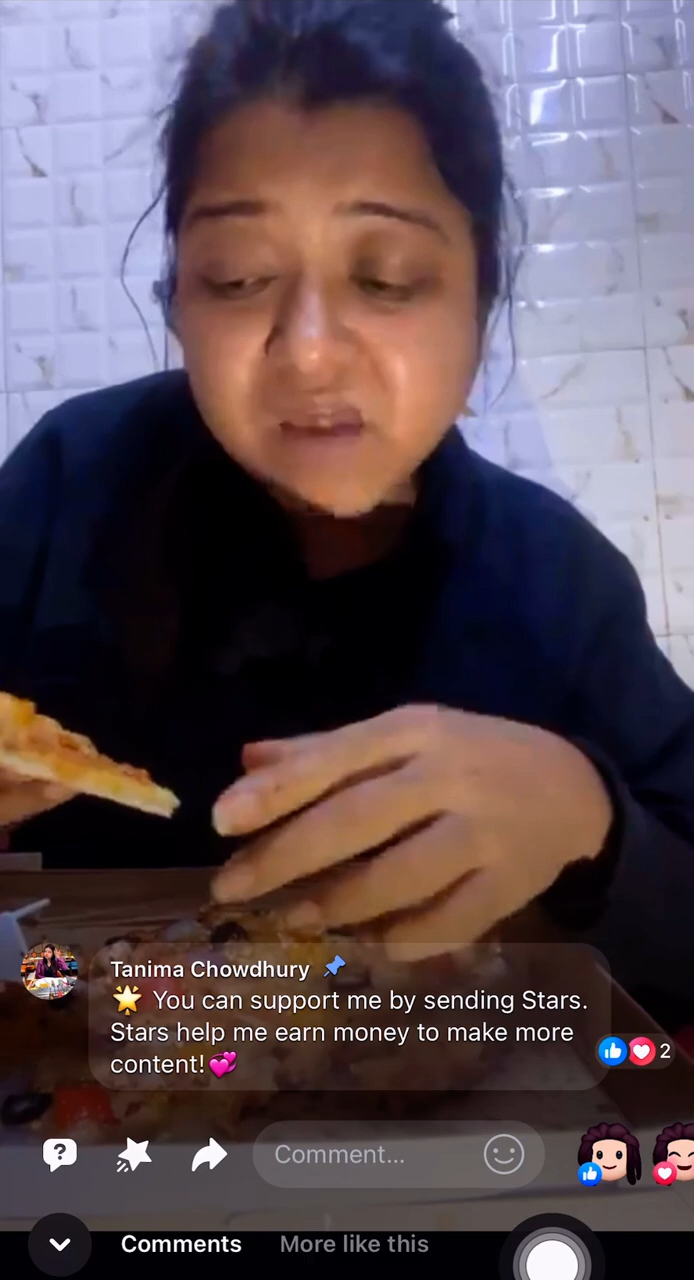 Tanima Chowdhury 📌
🌟 You can support me by sending Stars.
Stars help me earn money to make more
content!💞
2
Comment...
Comments More like this